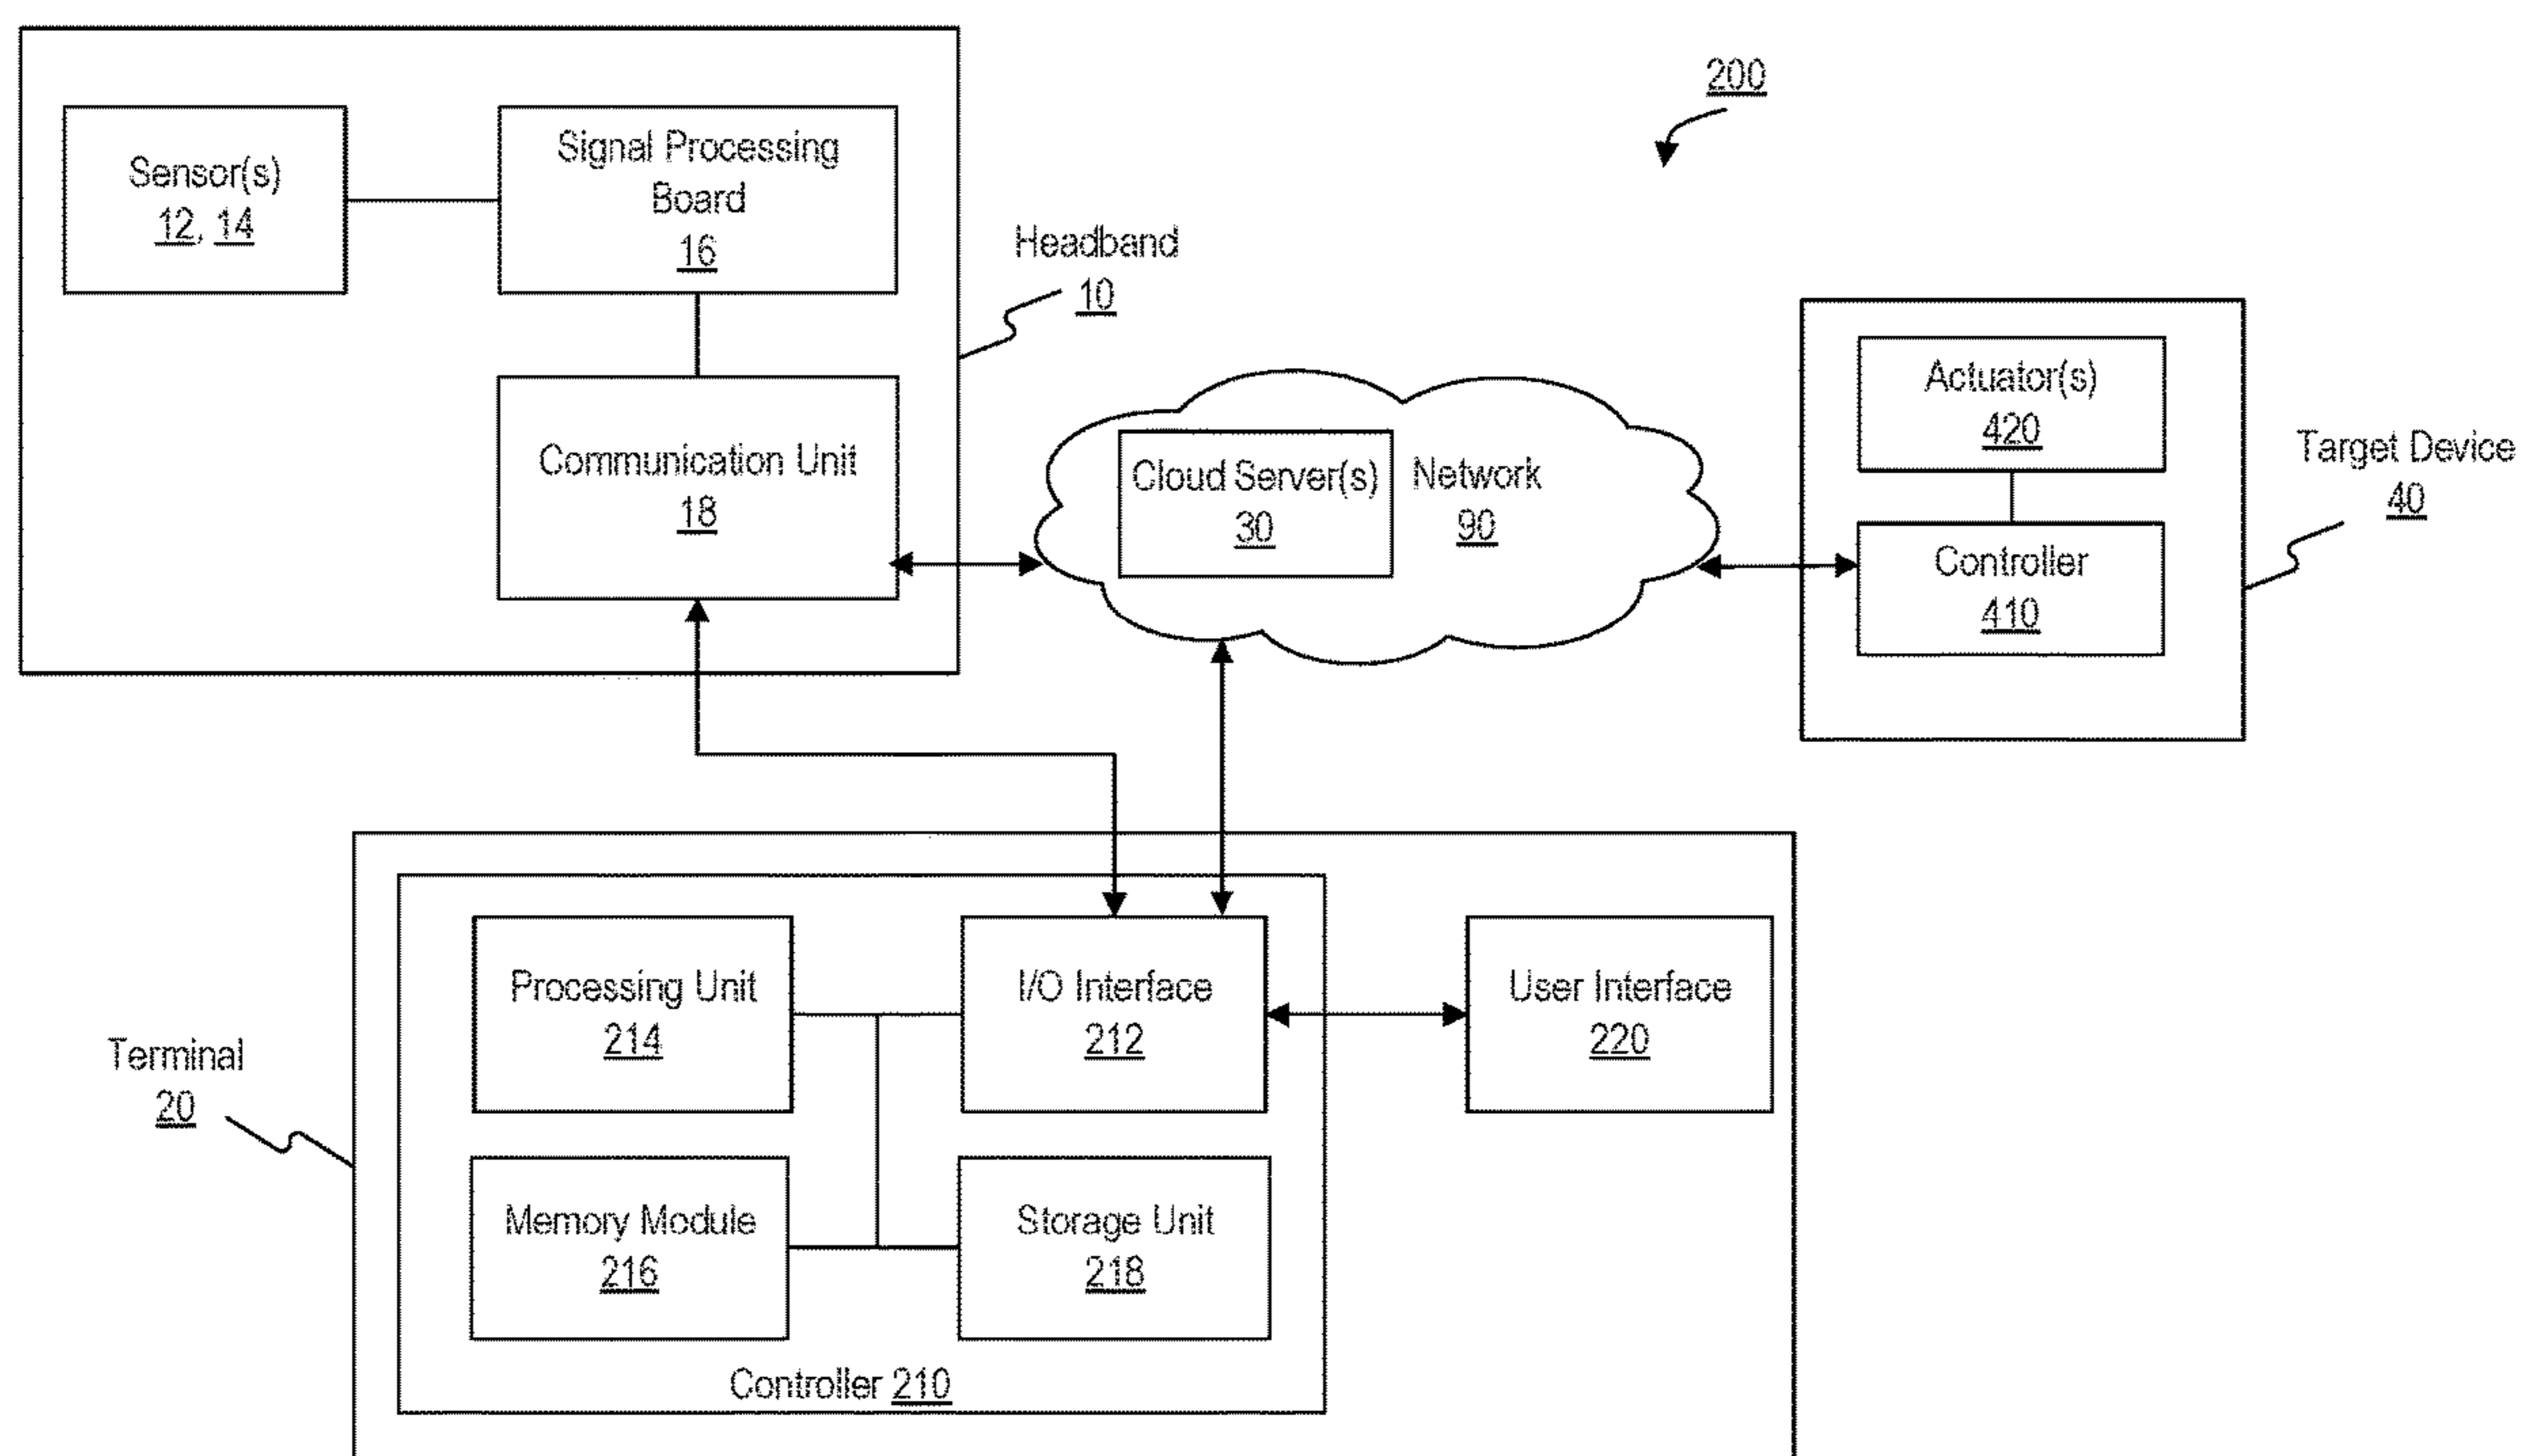 200
Sensor(s)
12, 14
Signal Processing
Board
16
Headband
10
Communication Unit
18
Cloud Server(s)
30
Network
90
Actuator(s)
420
Controller
410
Target Device
40
Processing Unit
214
I/O Interface
212
User Interface
220
Terminal
20
Memory Module
216
Storage Unit
218
Controller 210